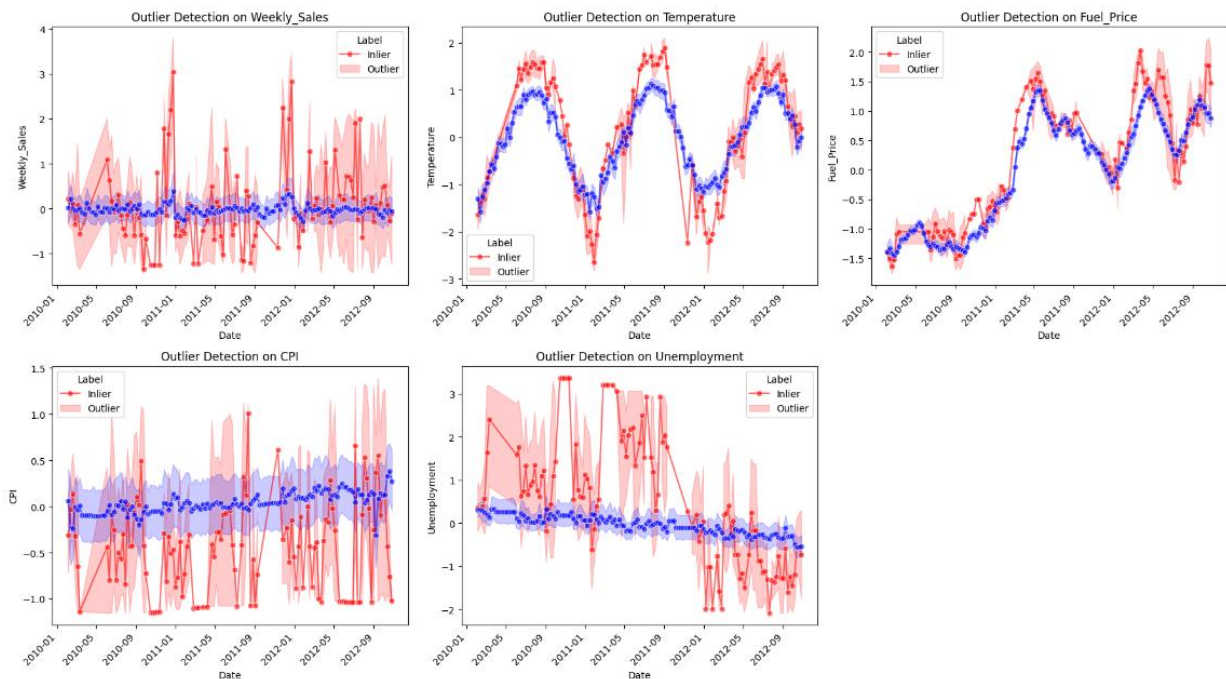 Outlier Detection on Weekly_Sales
Label
Inlier
Outlier
4
3
2
1
0
−1
Weekly_Sales
2010-01
2010-05
2010-09
2011-01
2011-05
2011-09
2012-01
2012-05
2012-09
Date
Outlier Detection on Temperature
Label
Inlier
Outlier
2
1
0
−1
−2
−3
Temperature
2010-01
2010-05
2010-09
2011-01
2011-05
2011-09
2012-01
2012-05
2012-09
Date
Outlier Detection on Fuel_Price
Label
Inlier
Outlier
2.0
1.5
1.0
0.5
0.0
−0.5
−1.0
−1.5
Fuel_Price
2010-01
2010-05
2010-09
2011-01
2011-05
2011-09
2012-01
2012-05
2012-09
Date
Outlier Detection on CPI
Label
Inlier
Outlier
1.5
1.0
0.5
0.0
−0.5
−1.0
CPI
2010-01
2010-05
2010-09
2011-01
2011-05
2011-09
2012-01
2012-05
2012-09
Date
Outlier Detection on Unemployment
Label
Inlier
Outlier
3
2
1
0
−1
−2
Unemployment
2010-01
2010-05
2010-09
2011-01
2011-05
2011-09
2012-01
2012-05
2012-09
Date